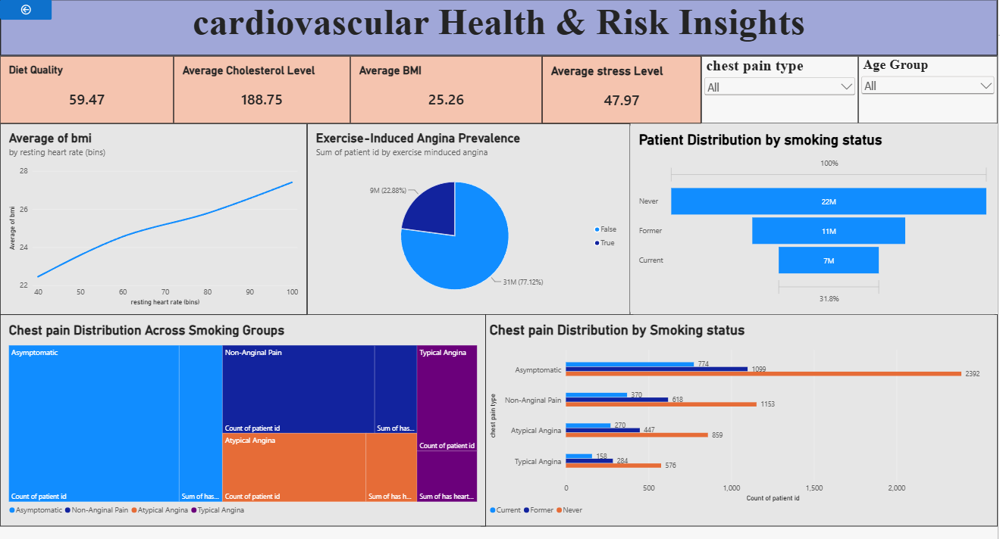 cardiovascular Health & Risk Insights
Diet Quality
59.47
Average Cholesterol Level
188.75
Average BMI
25.26
Average stress Level
47.97
chest pain type
All
Age Group
All
Average of bmi
by resting heart rate (bins)
28
26
24
22
Average of bmi
40 50 60 70 80 90 100
resting heart rate (bins)
Exercise-Induced Angina Prevalence
Sum of patient id by exercise minduced angina
9M (22.88%)
31M (77.12%)
False
True
Patient Distribution by smoking status
100%
Never 22M
Former 11M
Current 7M
31.8%
Chest pain Distribution Across Smoking Groups
Asymptomatic
Count of patient id
Sum of has...
Non-Anginal Pain
Count of patient id
Sum of has...
Atypical Angina
Count of patient id
Sum of has h...
Typical Angina
Count of patient id
Sum of has heart...
Asymptomatic Non-Anginal Pain Atypical Angina Typical Angina
Chest pain Distribution by Smoking status
chest pain type
Asymptomatic
774
1099
2392
Non-Anginal Pain
370
618
1153
Atypical Angina
270
447
859
Typical Angina
158
284
576
0 500 1,000 1,500 2,000
Count of patient id
Current Former Never